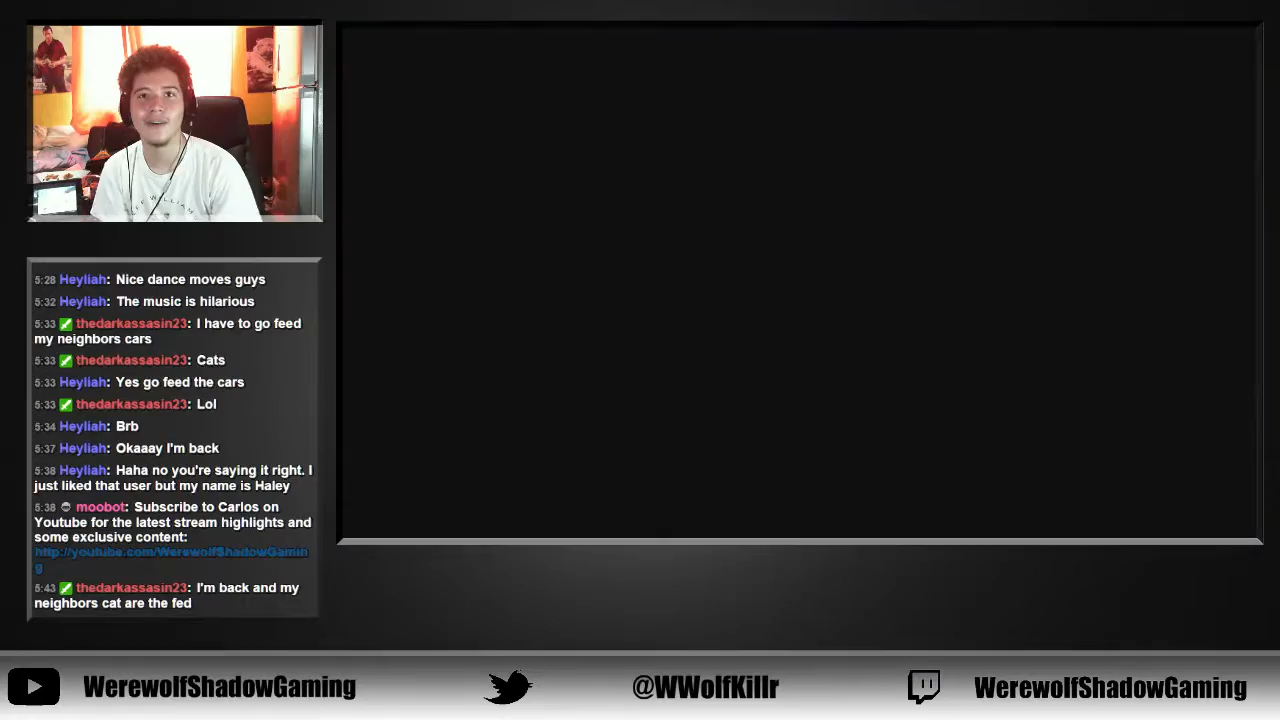 5:28 Heyliah: Nice dance moves guys
5:32 Heyliah: The music is hilarious
5:33 thedarkassasin23: I have to go feed
my neighbors cars
5:33 thedarkassasin23: Cats
5:33 Heyliah: Yes go feed the cars
5:33 thedarkassasin23: Lol
5:34 Heyliah: Brb
5:37 Heyliah: Okaaay I'm back
5:38 Heyliah: Haha no you're saying it right. I
just liked that user but my name is Haley
5:38 moobot: Subscribe to Carlos on
Youtube for the latest stream highlights and
some exclusive content:
http://youtube.com/WerewolfShadowGamin
g
5:43 thedarkassasin23: I'm back and my
neighbors cat are the fed
WerewolfShadowGaming
@WWolfKillr
WerewolfShadowGaming